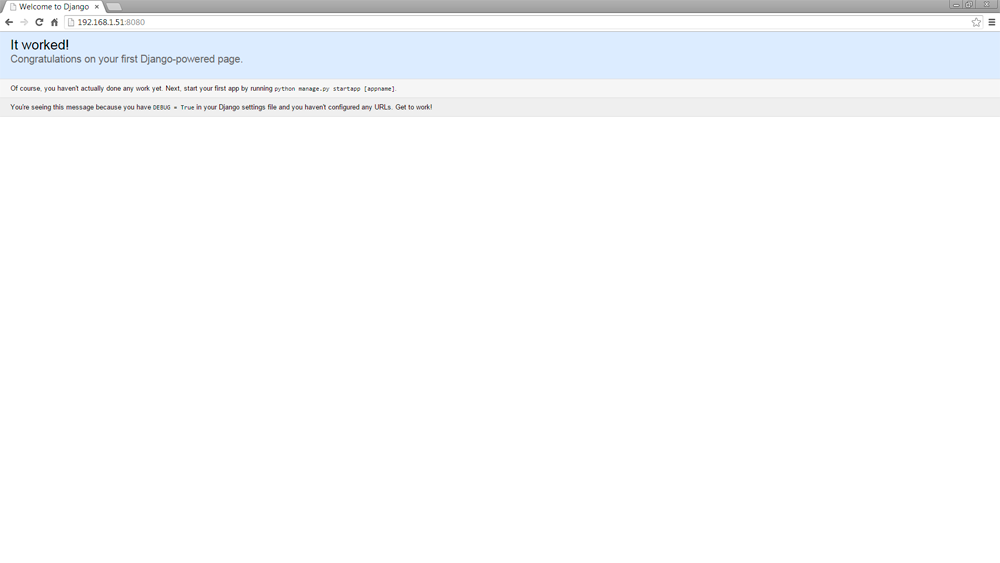 Welcome to Django
192.168.1.51:8080
It worked!
Congratulations on your first Django-powered page.
Of course, you haven't actually done any work yet. Next, start your first app by running python manage.py startapp [appname].
You're seeing this message because you have DEBUG = True in your Django settings file and you haven't configured any URLs. Get to work!